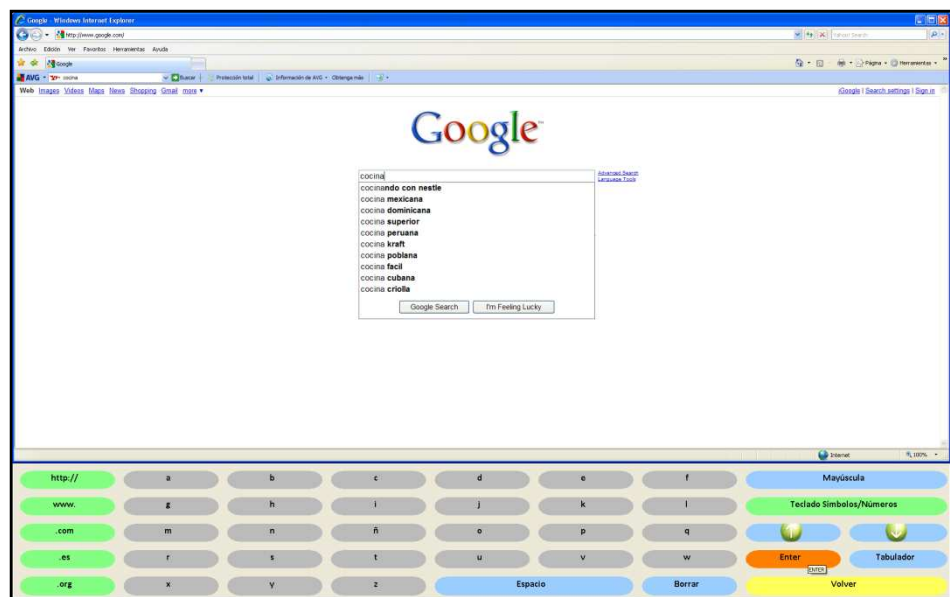 Google - Windows Internet Explorer
http://www.google.com/
Yahoo! Search
Archivo Edición Ver Favoritos Herramientas Ayuda
Google
Página Herramientas
AVG cocina Buscar Protección total Información de AVG Obtenga más
Web Images Videos Maps News Shopping Gmail more ▼
iGoogle | Search settings | Sign in
Google™
cocina
Advanced Search
Language Tools
cocinando con nestle
cocina mexicana
cocina dominicana
cocina superior
cocina peruana
cocina kraft
cocina poblana
cocina facil
cocina cubana
cocina criolla
Google Search I'm Feeling Lucky
Internet 100%
http:// a b c d e f Mayúscula
www. g h i j k l Teclado Símbolos/Números
.com m n ñ o p q
.es r s t u v w Enter Tabulador
ENTER
.org x y z Espacio Borrar Volver